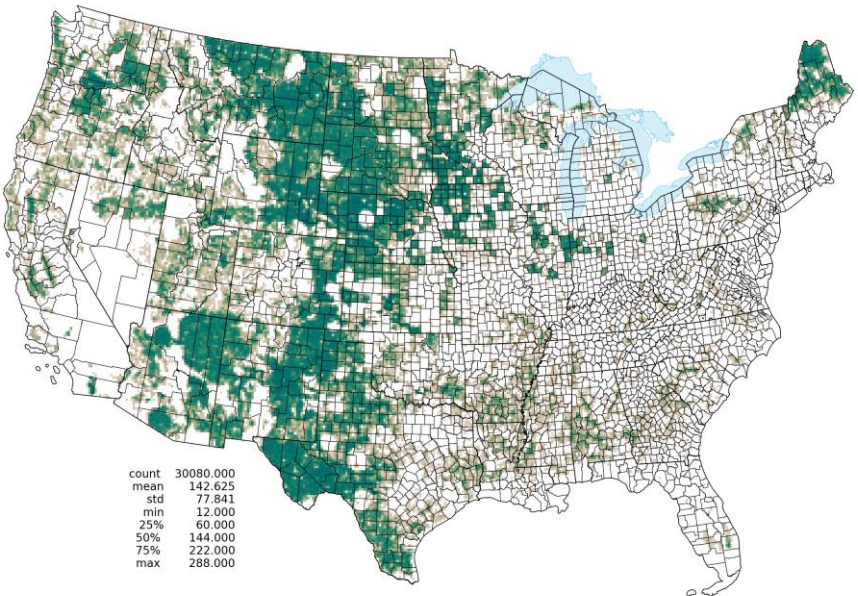 count 30080.000
mean 142.625
std 77.841
min 12.000
25% 60.000
50% 144.000
75% 222.000
max 288.000